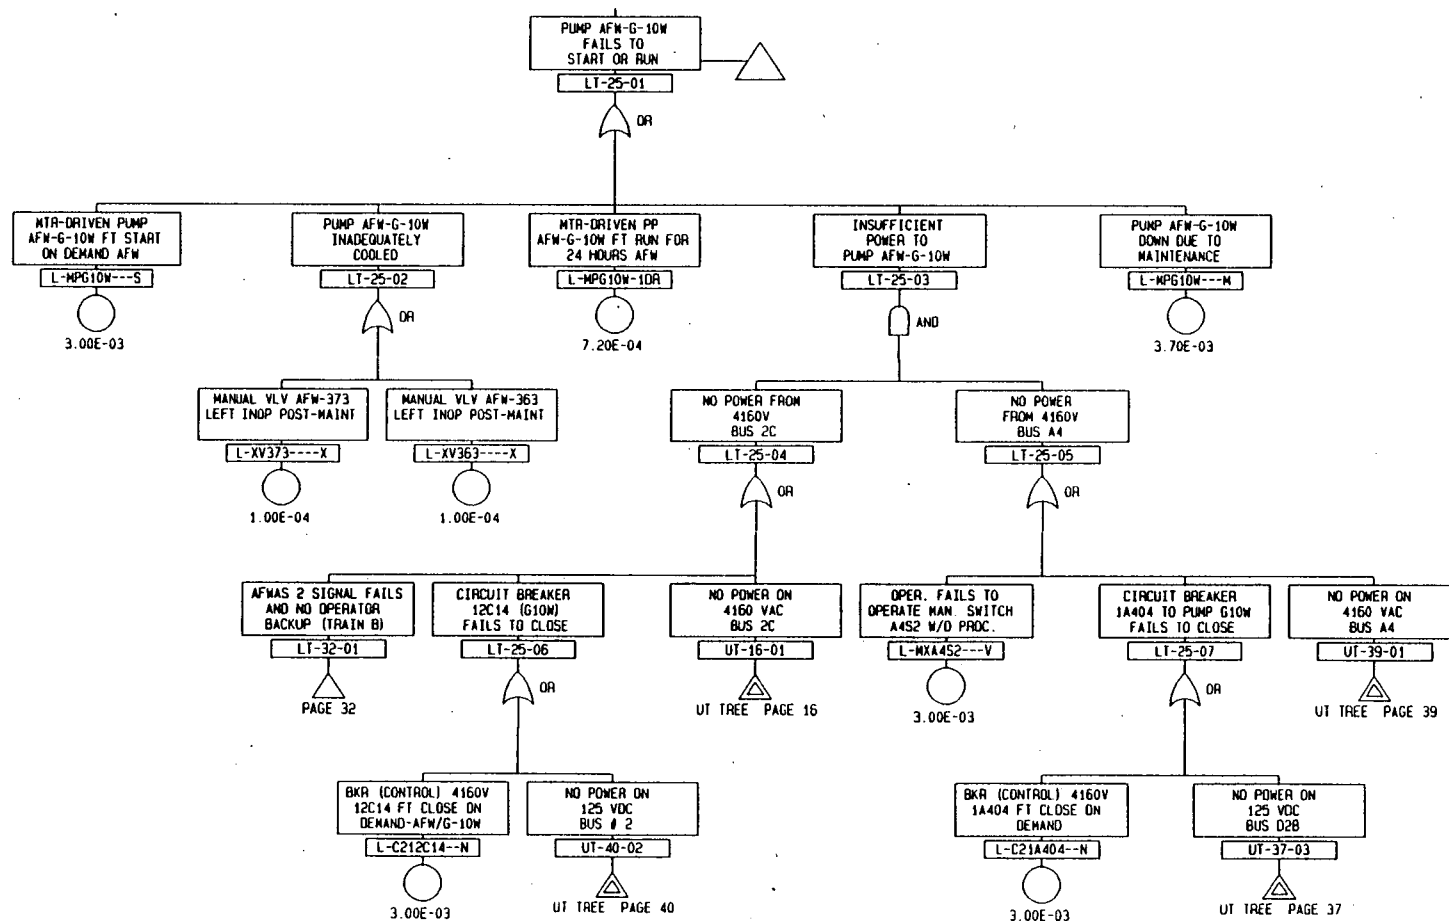 PUMP AFW-G-10W
FAILS TO
START OR RUN
LT-25-01
OR
MTR-DRIVEN PUMP
AFW-G-10W FT START
ON DEMAND AFW
L-MPG10W---S
3.00E-03
PUMP AFW-G-10W
INADEQUATELY
COOLED
LT-25-02
OR
MTR-DRIVEN PP
AFW-G-10W FT RUN FOR
24 HOURS AFW
L-MPG10W-1DR
7.20E-04
INSUFFICIENT
POWER TO
PUMP AFW-G-10W
LT-25-03
AND
PUMP AFW-G-10W
DOWN DUE TO
MAINTENANCE
L-MPG10W---M
3.70E-03
MANUAL VLV AFW-373
LEFT INOP POST-MAINT
L-XV373----X
1.00E-04
MANUAL VLV AFW-363
LEFT INOP POST-MAINT
L-XV363----X
1.00E-04
NO POWER FROM
4160V
BUS 2C
LT-25-04
OR
NO POWER
FROM 4160V
BUS A4
LT-25-05
OR
AFWAS 2 SIGNAL FAILS
AND NO OPERATOR
BACKUP (TRAIN B)
LT-32-01
PAGE 32
CIRCUIT BREAKER
12C14 (G10W)
FAILS TO CLOSE
LT-25-06
OR
NO POWER ON
4160 VAC
BUS 2C
UT-16-01
UT TREE PAGE 16
OPER. FAILS TO
OPERATE MAN. SWITCH
A4S2 W/O PROC.
L-MXA4S2---V
3.00E-03
CIRCUIT BREAKER
1A404 TO PUMP G10W
FAILS TO CLOSE
LT-25-07
OR
NO POWER ON
4160 VAC
BUS A4
UT-39-01
UT TREE PAGE 39
BKR (CONTROL) 4160V
12C14 FT CLOSE ON
DEMAND-AFW/G-10W
L-C212C14--N
3.00E-03
NO POWER ON
125 VDC
BUS # 2
UT-40-02
UT TREE PAGE 40
BKR (CONTROL) 4160V
1A404 FT CLOSE ON
DEMAND
L-C21A404--N
3.00E-03
NO POWER ON
125 VDC
BUS D2B
UT-37-03
UT TREE PAGE 37